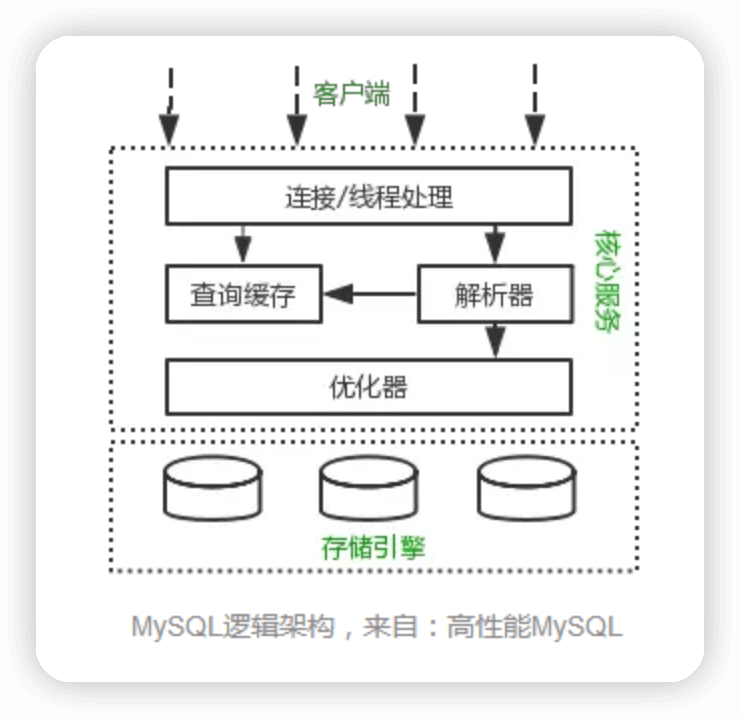 客户端
连接/线程处理
查询缓存
解析器
核心服务
优化器
存储引擎
MySQL逻辑架构，来自：高性能MySQL